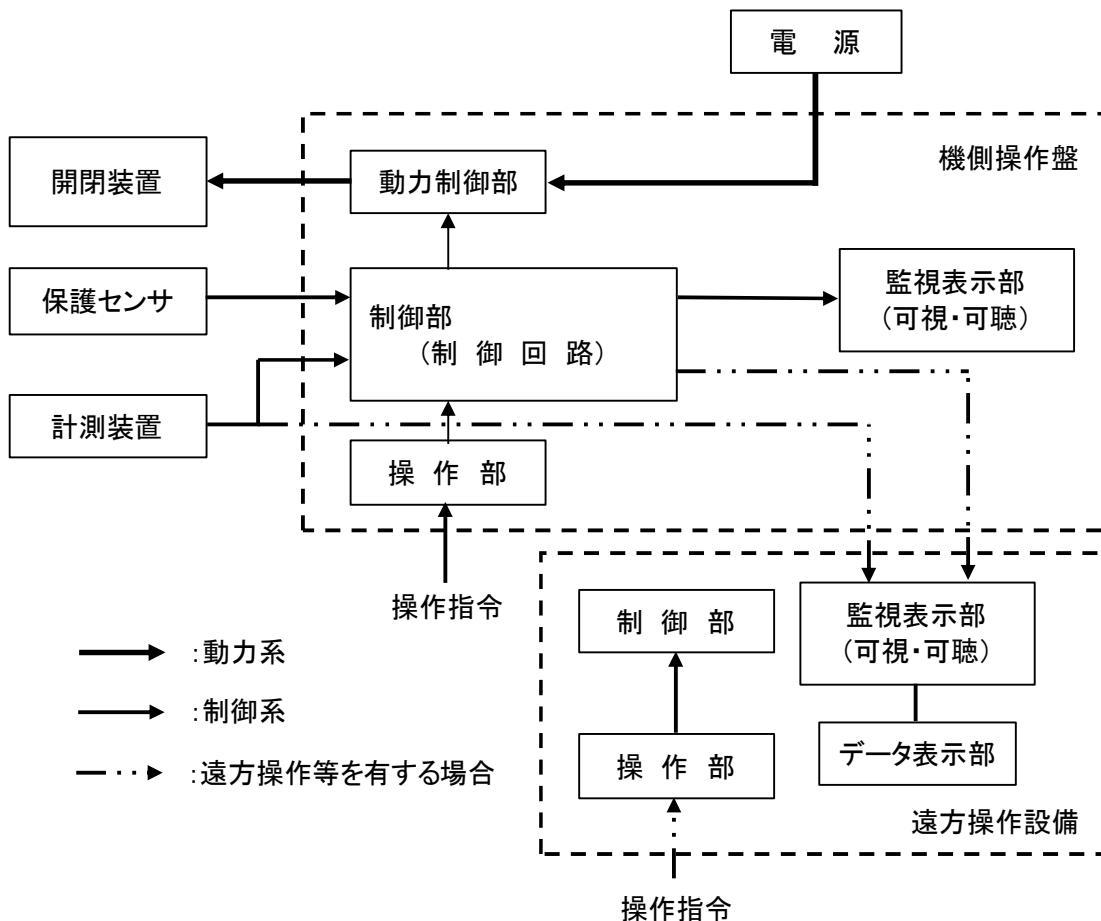 電 源
機側操作盤
開閉装置
動力制御部
保護センサ
制御部
（制 御 回 路）
監視表示部
（可視・可聴）
計測装置
操 作 部
操作指令
制 御 部
監視表示部
（可視・可聴）
:動力系
:制御系
:遠方操作等を有する場合
操 作 部
データ表示部
遠方操作設備
操作指令